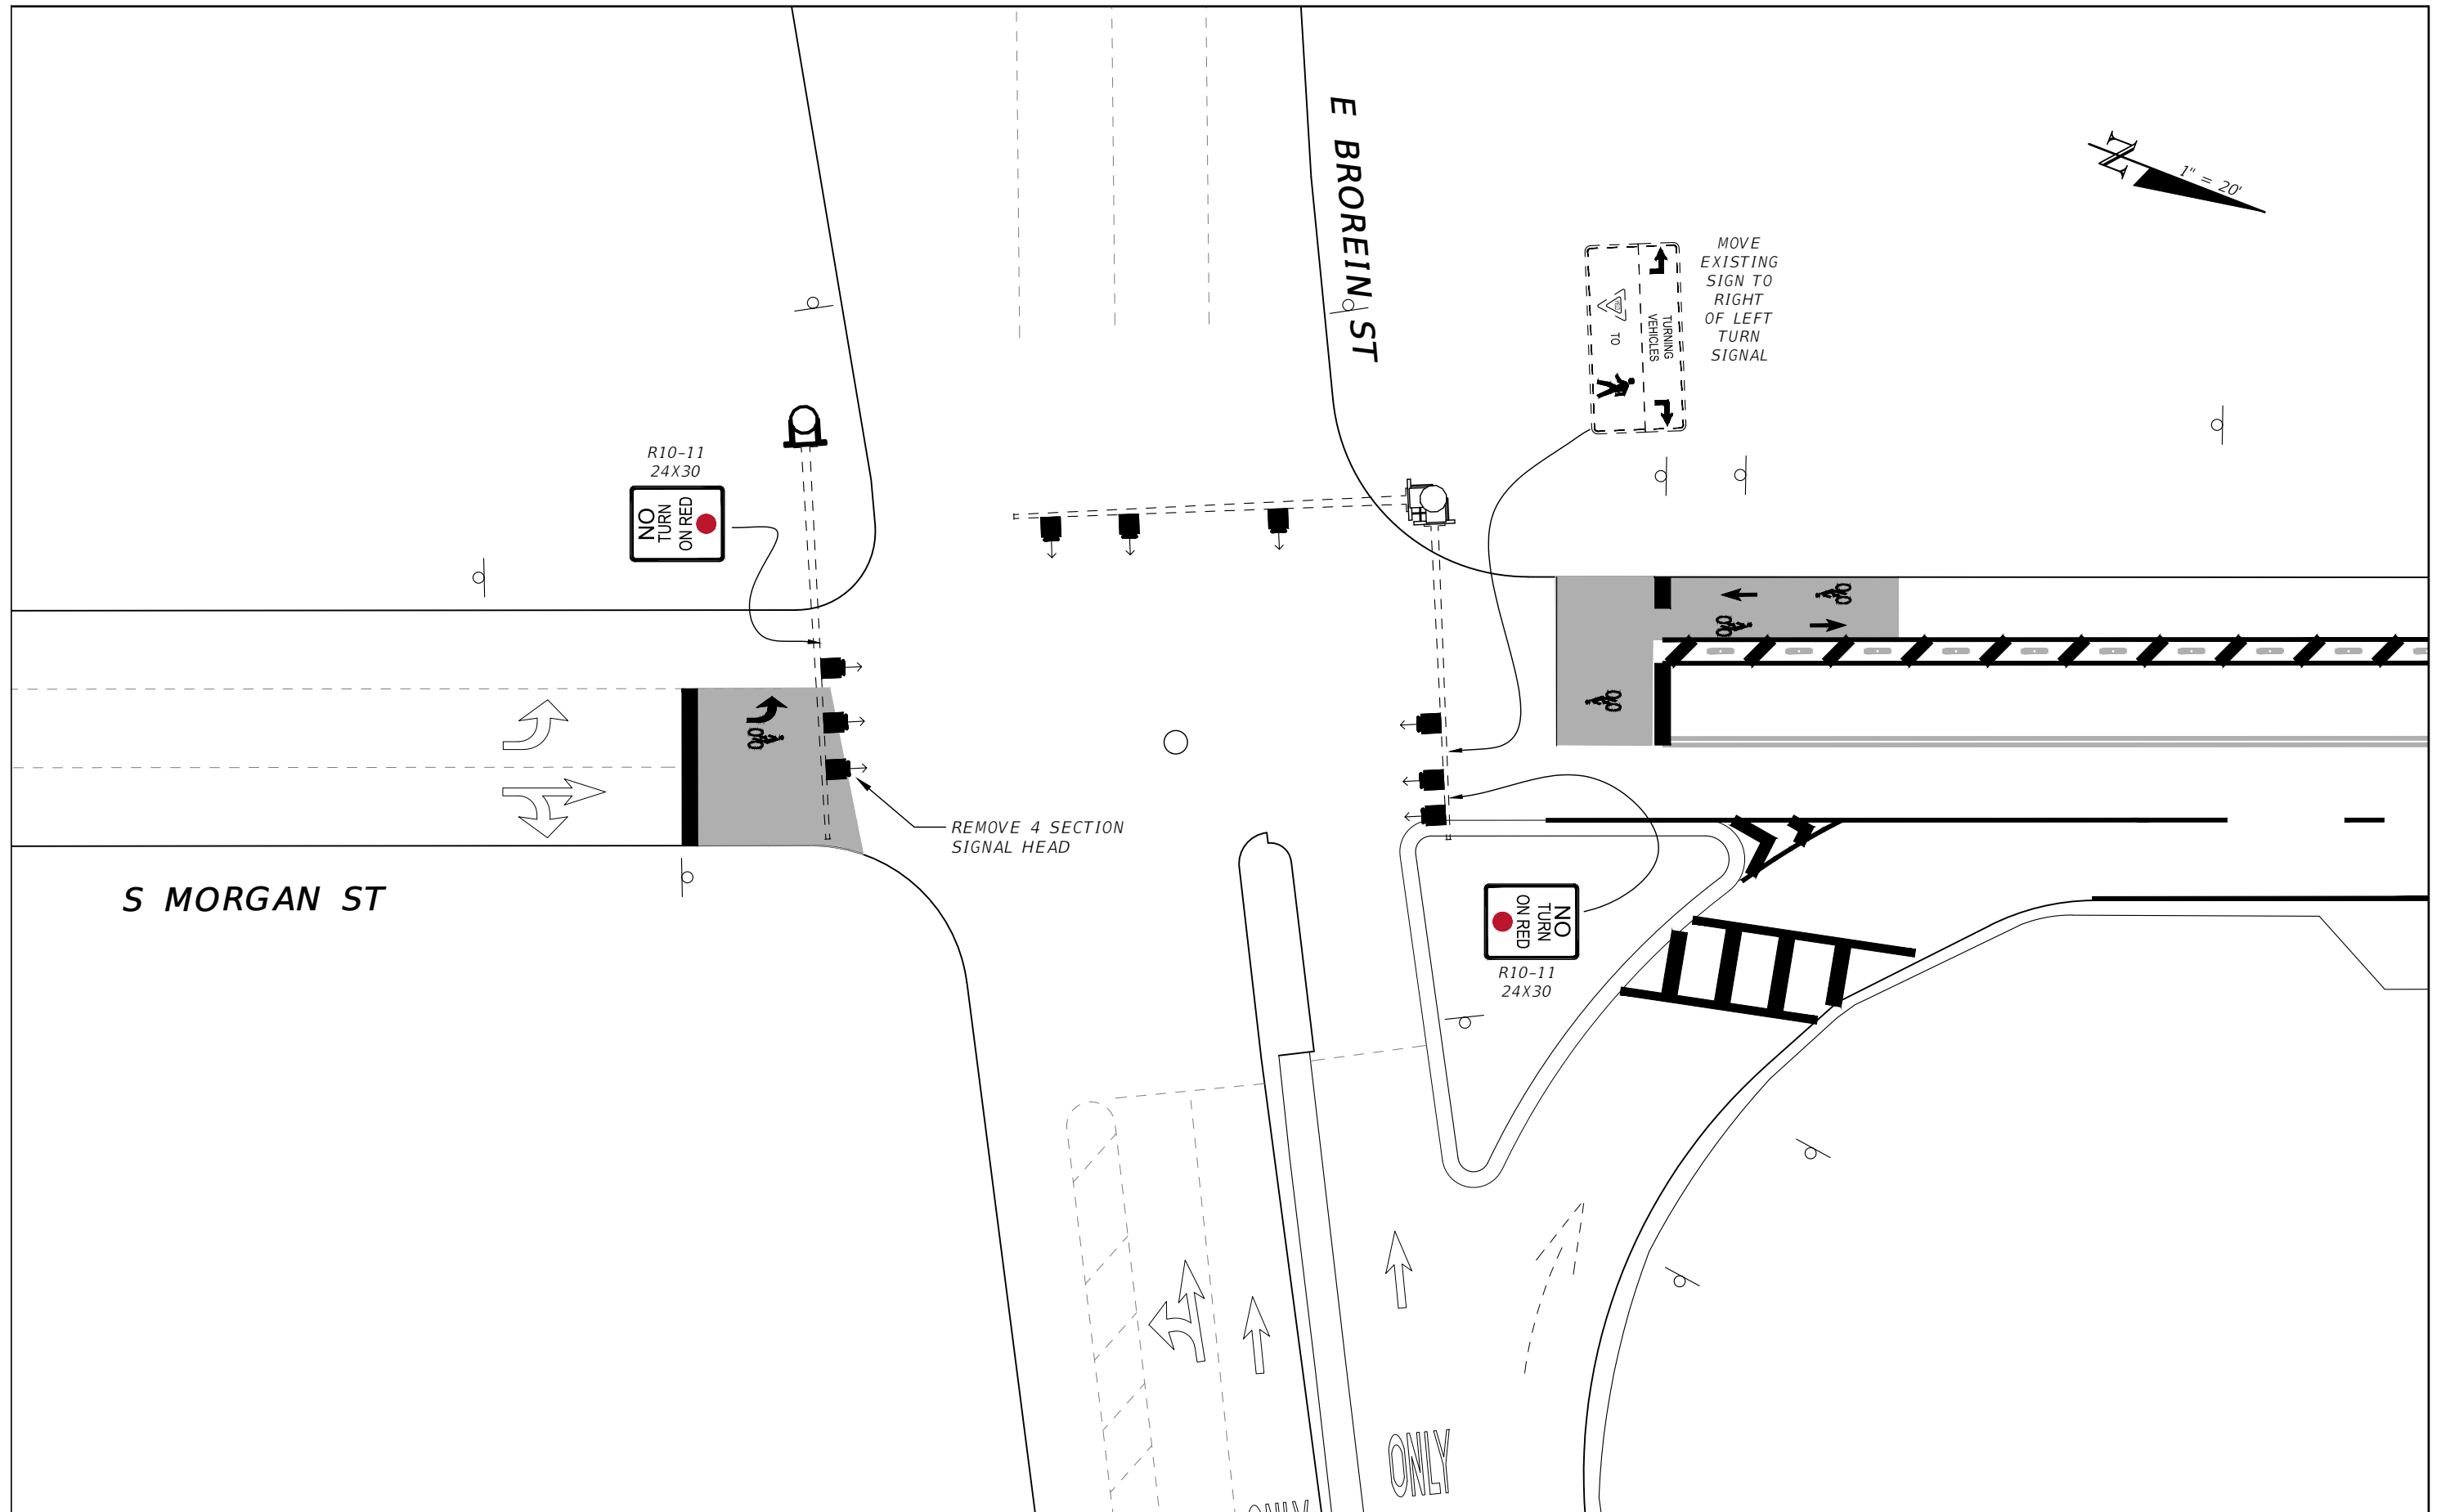 E BROREIN ST
N
1" = 20'
MOVE
EXISTING
SIGN TO
RIGHT
OF LEFT
TURN
SIGNAL
TURNING
VEHICLES
TO
R10-11
24X30
NO
TURN
ON RED
REMOVE 4 SECTION
SIGNAL HEAD
S MORGAN ST
NO
TURN
ON RED
R10-11
24X30
ONLY
ONLY